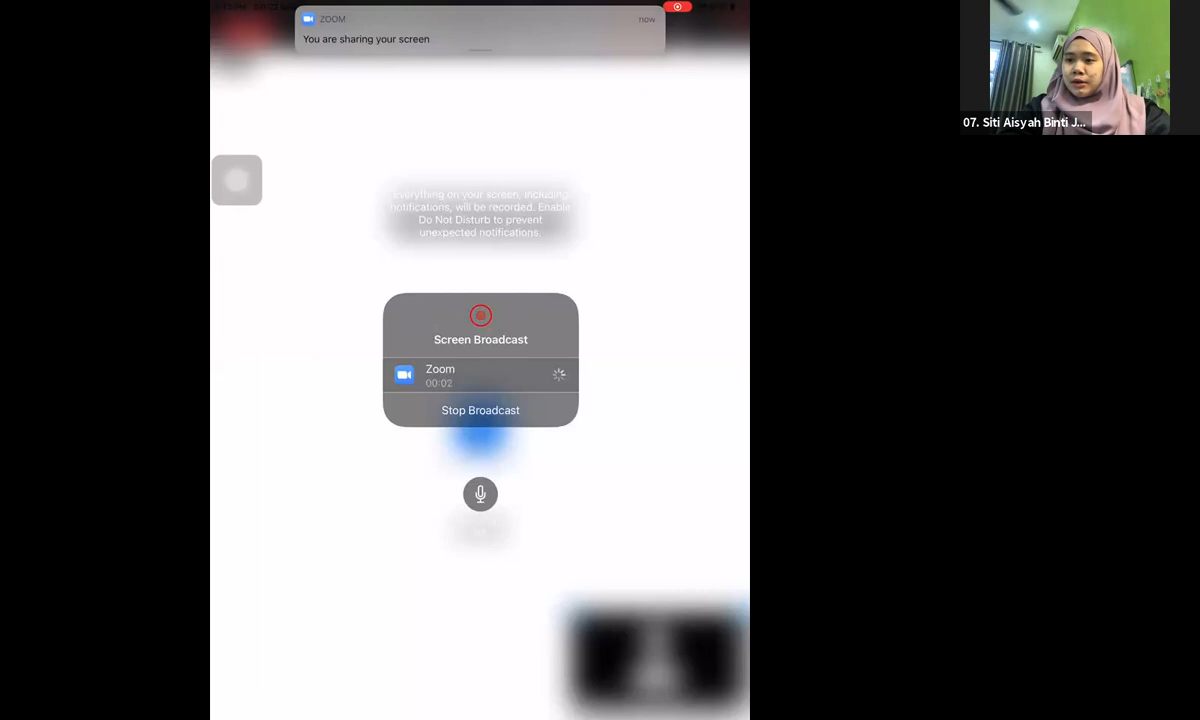 ZOOM
now
You are sharing your screen
07. Siti Aisyah Binti J...
Everything on your screen, including
notifications, will be recorded. Enable
Do Not Disturb to prevent
unexpected notifications.
Screen Broadcast
Zoom
00:02
Stop Broadcast